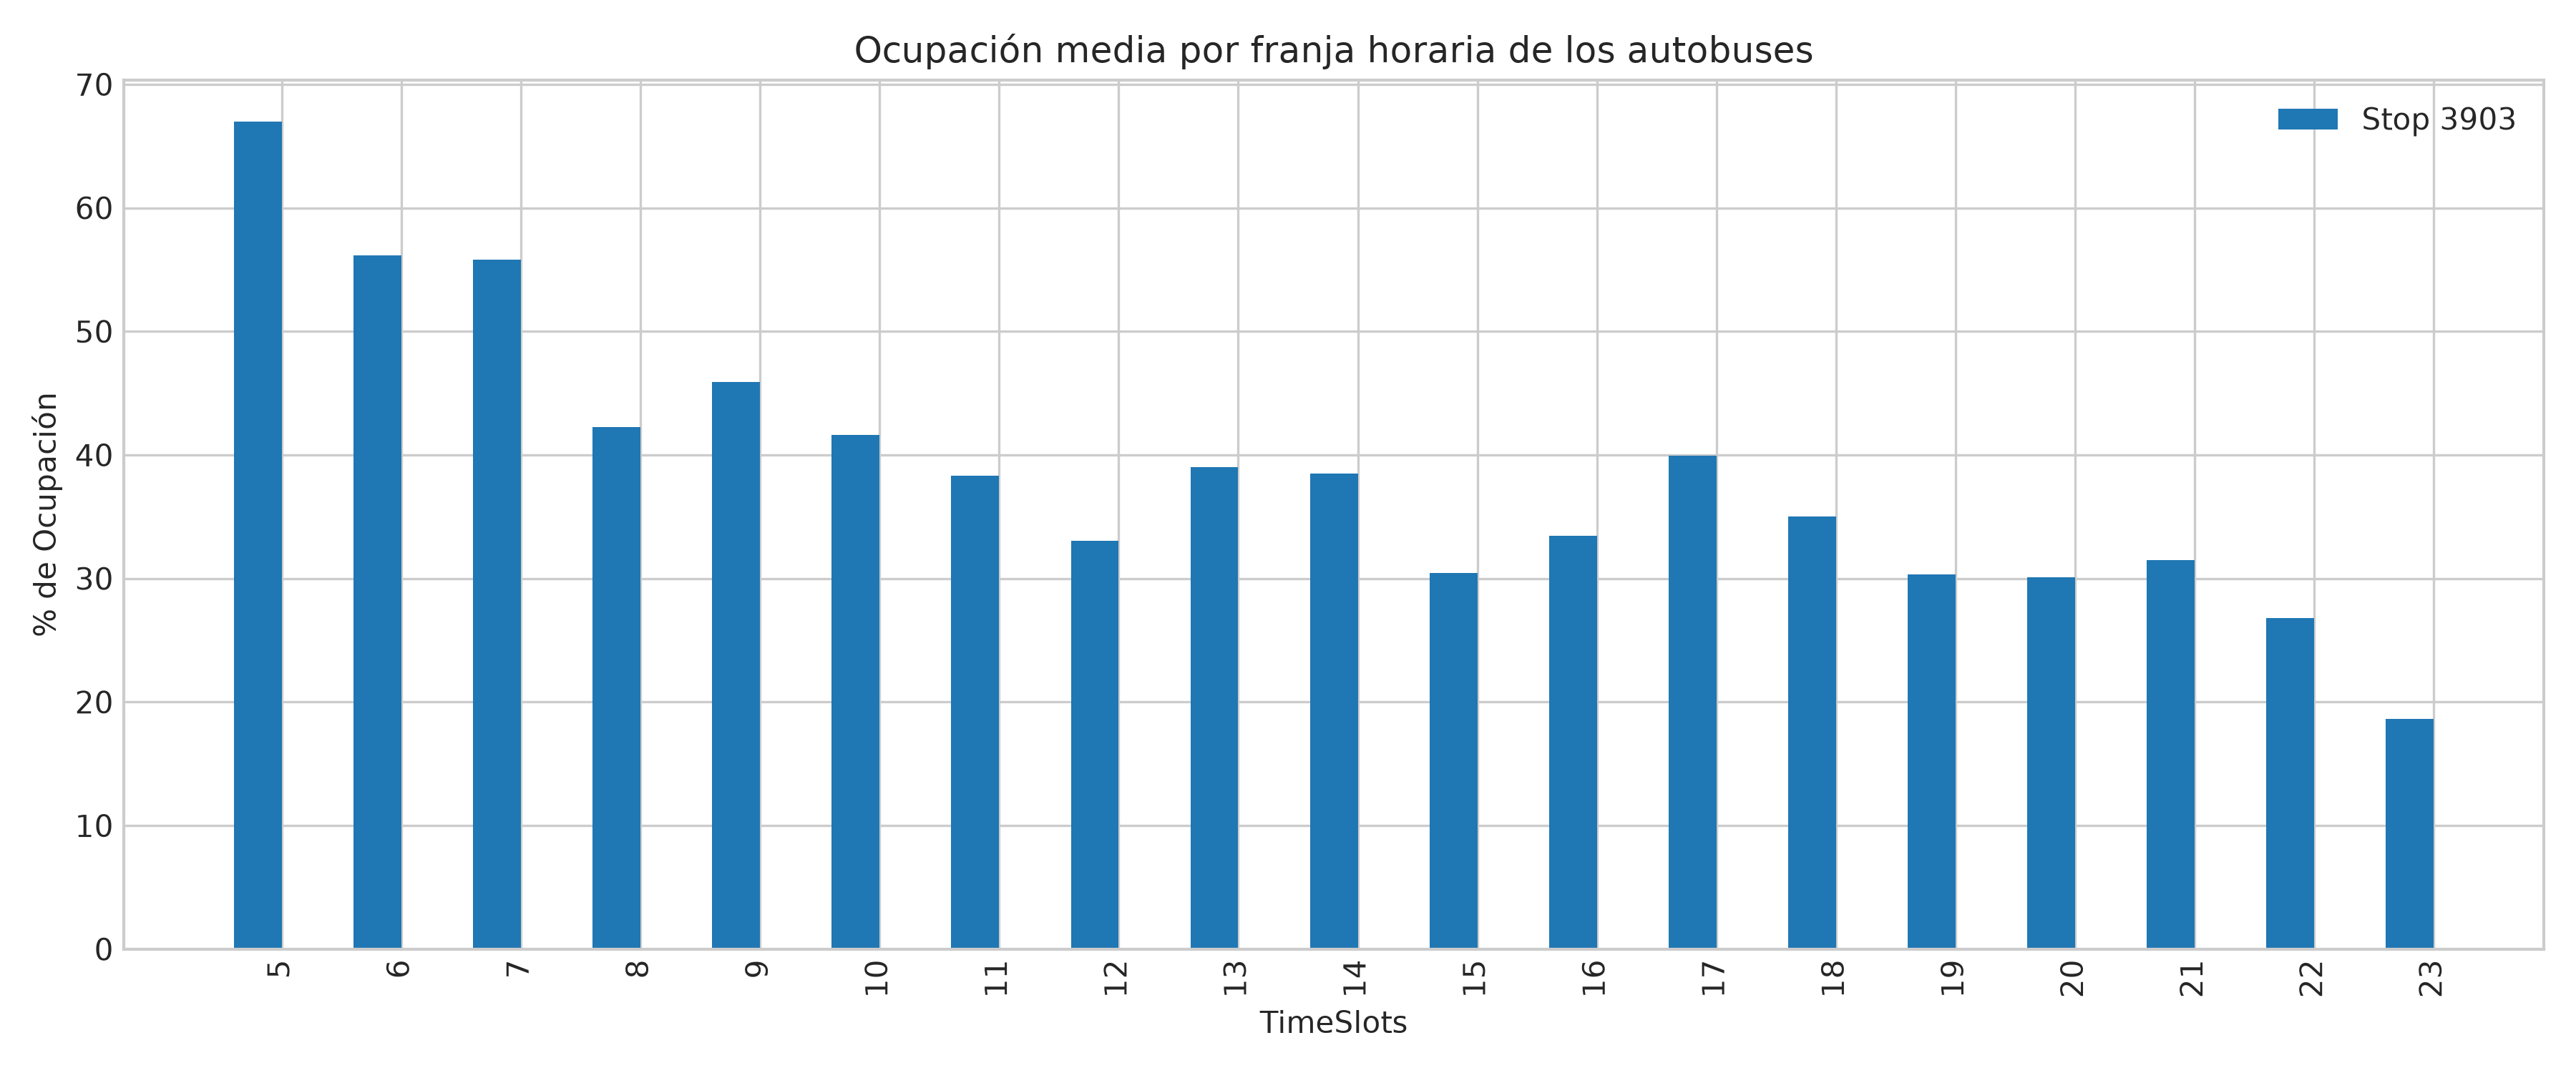 Ocupación media por franja horaria de los autobuses
Stop 3903
% de Ocupación
70
60
50
40
30
20
10
0
5 6 7 8 9 10 11 12 13 14 15 16 17 18 19 20 21 22 23
TimeSlots